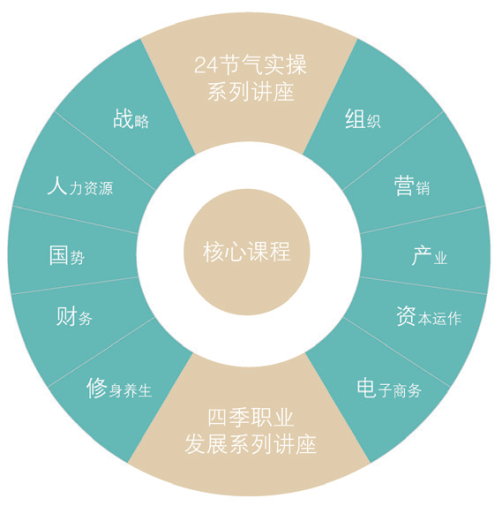 24节气实操
系列讲座
战略
组织
人力资源
营销
国势
核心课程
产业
财务
资本运作
修身养生
电子商务
四季职业
发展系列讲座